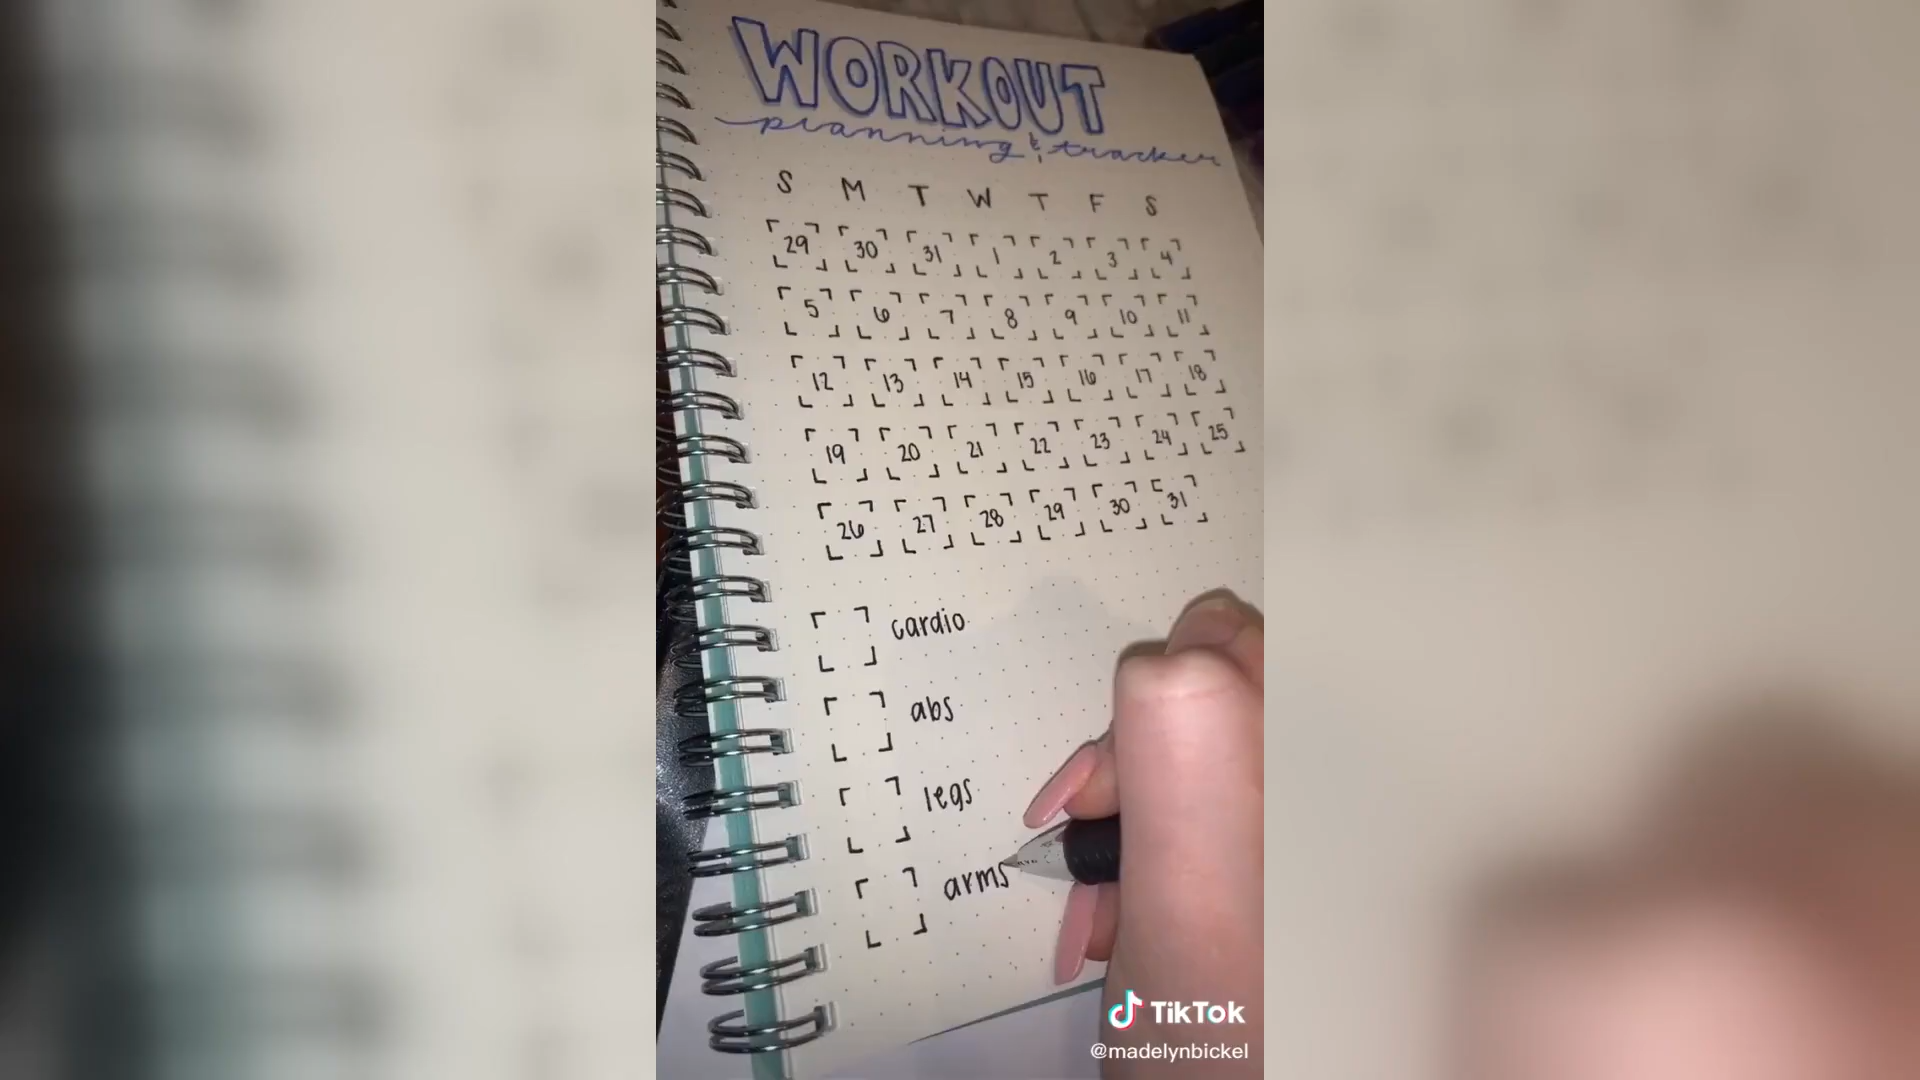 WORKOUT
planning & tracker
S M T W T F S
29 30 31 1 2 3 4
5 6 7 8 9 10 11
12 13 14 15 16 17 18
19 20 21 22 23 24 25
26 27 28 29 30 31
cardio
abs
legs
arms
TikTok
@madelynbickel